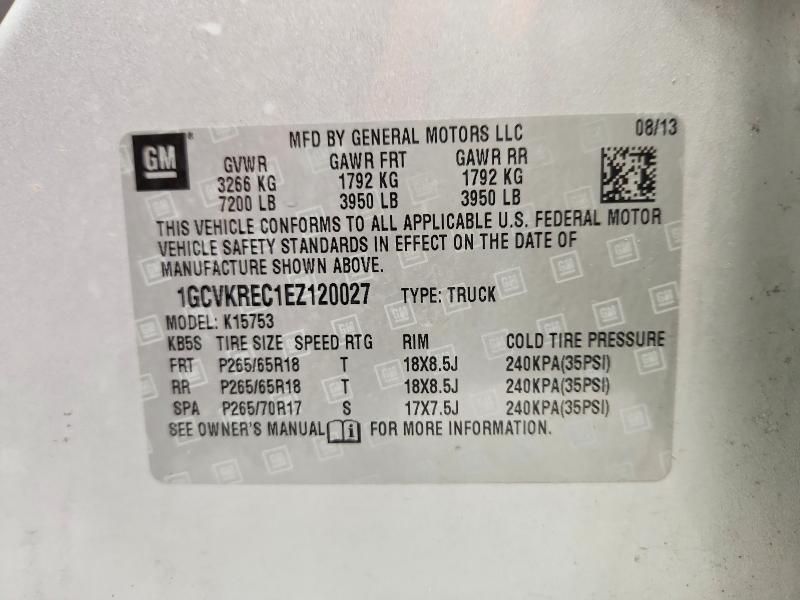 GM
MFD BY GENERAL MOTORS LLC 08/13
GVWR GAWR FRT GAWR RR
3266 KG 1792 KG 1792 KG
7200 LB 3950 LB 3950 LB
THIS VEHICLE CONFORMS TO ALL APPLICABLE U.S. FEDERAL MOTOR
VEHICLE SAFETY STANDARDS IN EFFECT ON THE DATE OF
MANUFACTURE SHOWN ABOVE.
1GCVKREC1EZ120027 TYPE: TRUCK
MODEL: K15753
KB5S TIRE SIZE SPEED RTG RIM COLD TIRE PRESSURE
FRT P265/65R18 T 18X8.5J 240KPA(35PSI)
RR P265/65R18 T 18X8.5J 240KPA(35PSI)
SPA P265/70R17 S 17X7.5J 240KPA(35PSI)
SEE OWNER'S MANUAL FOR MORE INFORMATION.